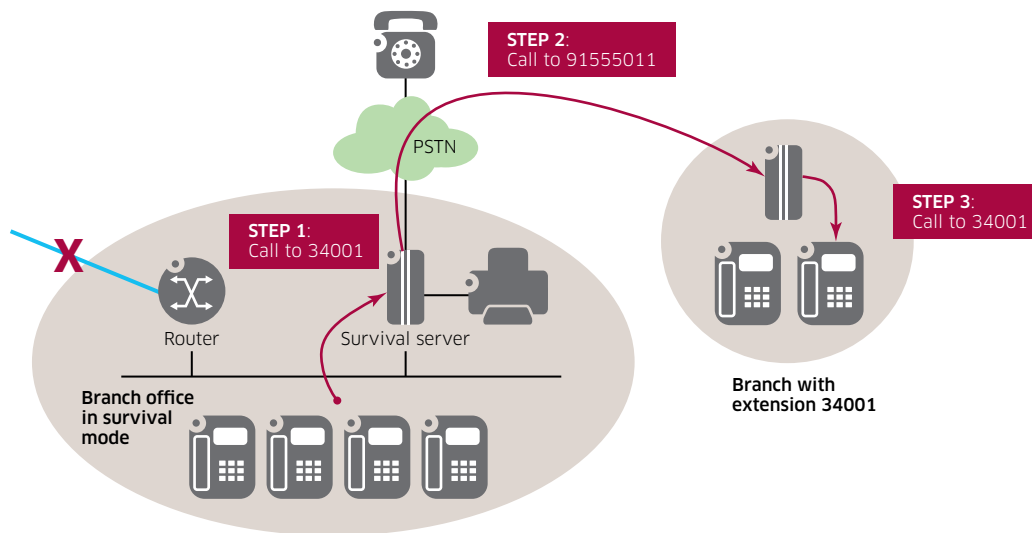 STEP 2:
Call to 91555011
PSTN
STEP 1:
Call to 34001
STEP 3:
Call to 34001
X
Router
Survival server
Branch office
in survival
mode
Branch with
extension 34001